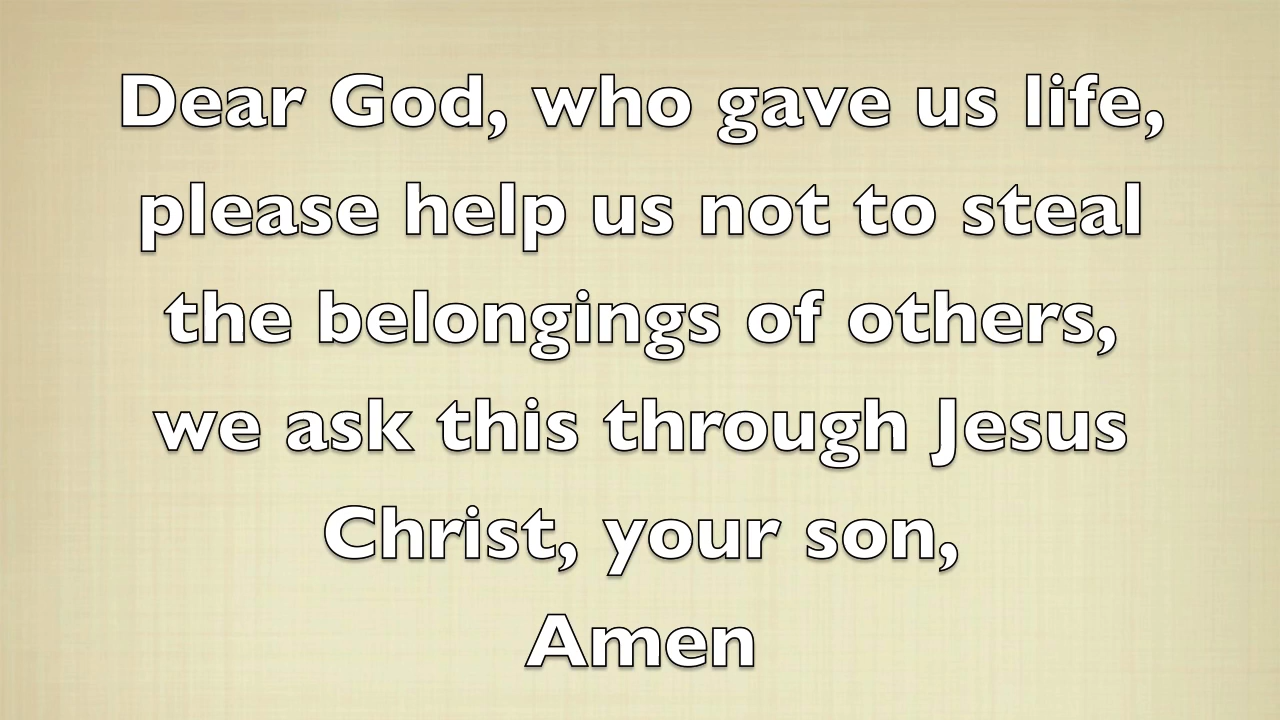 Dear God, who gave us life,
please help us not to steal
the belongings of others,
we ask this through Jesus
Christ, your son,
Amen